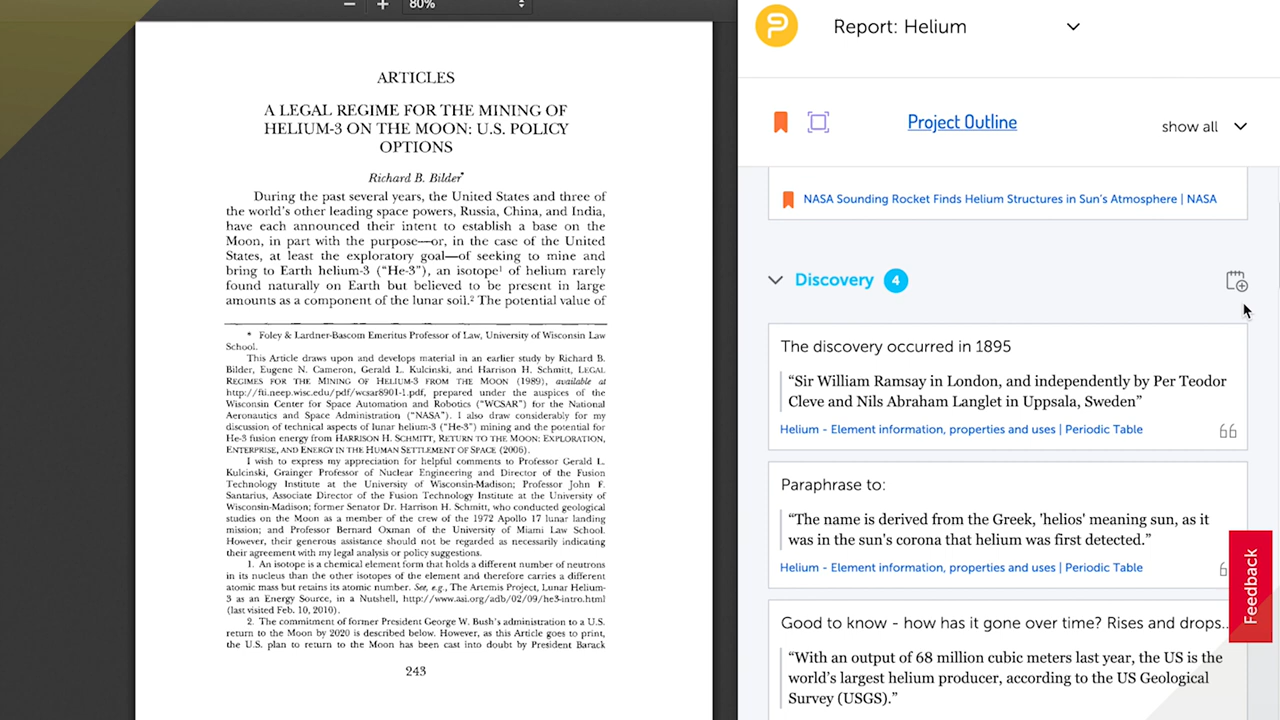 80%
ARTICLES
A LEGAL REGIME FOR THE MINING OF
HELIUM-3 ON THE MOON: U.S. POLICY
OPTIONS
Richard B. Bilder*
During the past several years, the United States and three of
the world's other leading space powers, Russia, China, and India,
have each announced their intent to establish a base on the
Moon, in part with the purpose—or, in the case of the United
States, at least the exploratory goal—of seeking to mine and
bring to Earth helium-3 ("He-3"), an isotope¹ of helium rarely
found naturally on Earth but believed to be present in large
amounts as a component of the lunar soil.² The potential value of
* Foley & Lardner-Bascom Emeritus Professor of Law, University of Wisconsin Law
School.
This Article draws upon and develops material in an earlier study by Richard B.
Bilder, Eugene N. Cameron, Gerald L. Kulcinski, and Harrison H. Schmitt, LEGAL
REGIMES FOR THE MINING OF HELIUM-3 FROM THE MOON (1989), available at
http://fti.neep.wisc.edu/pdf/wcsar8901-1.pdf, prepared under the auspices of the
Wisconsin Center for Space Automation and Robotics ("WCSAR") for the National
Aeronautics and Space Administration ("NASA"). I also draw considerably for my
discussion of technical aspects of lunar helium-3 ("He-3") mining and the potential for
He-3 fusion energy from HARRISON H. SCHMITT, RETURN TO THE MOON: EXPLORATION,
ENTERPRISE, AND ENERGY IN THE HUMAN SETTLEMENT OF SPACE (2006).
I wish to express my appreciation for helpful comments to Professor Gerald L.
Kulcinski, Grainger Professor of Nuclear Engineering and Director of the Fusion
Technology Institute at the University of Wisconsin-Madison; Professor John F.
Santarius, Associate Director of the Fusion Technology Institute at the University of
Wisconsin-Madison; former Senator Dr. Harrison H. Schmitt, who conducted geological
studies on the Moon as a member of the crew of the 1972 Apollo 17 lunar landing
mission; and Professor Bernard Oxman of the University of Miami Law School.
However, their generous assistance should not be regarded as necessarily indicating
their agreement with my legal analysis or policy suggestions.
1. An isotope is a chemical element form that holds a different number of neutrons
in its nucleus than the other isotopes of the element and therefore carries a different
atomic mass but retains its atomic number. See, e.g., The Artemis Project, Lunar Helium-
3 as an Energy Source, in a Nutshell, http://www.asi.org/adb/02/09/he3-intro.html
(last visited Feb. 10, 2010).
2. The commitment of former President George W. Bush's administration to a U.S.
return to the Moon by 2020 is described below. However, as this Article goes to print,
the U.S. plan to return to the Moon has been cast into doubt by President Barack
243
Report: Helium
Project Outline
show all
NASA Sounding Rocket Finds Helium Structures in Sun's Atmosphere | NASA
Discovery 4
The discovery occurred in 1895
“Sir William Ramsay in London, and independently by Per Teodor
Cleve and Nils Abraham Langlet in Uppsala, Sweden”
Helium - Element information, properties and uses | Periodic Table
Paraphrase to:
“The name is derived from the Greek, 'helios' meaning sun, as it
was in the sun's corona that helium was first detected.”
Helium - Element information, properties and uses | Periodic Table
Feedback
Good to know - how has it gone over time? Rises and drops...
“With an output of 68 million cubic meters last year, the US is the
world's largest helium producer, according to the US Geological
Survey (USGS).”